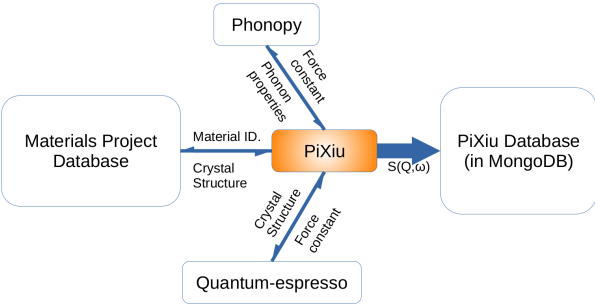 Phonopy
Force
constant
Phonon
properties
Materials Project
Database
Material ID.
Crystal
Structure
PiXiu
S(Q,ω)
PiXiu Database
(in MongoDB)
Crystal
Structure
Force
constant
Quantum-espresso